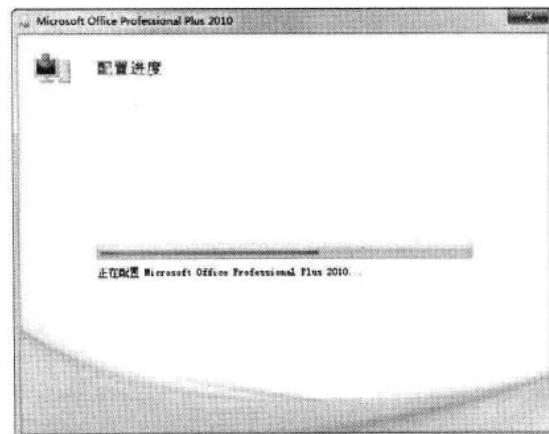 Microsoft Office Professional Plus 2010
配置进度
正在配置 Microsoft Office Professional Plus 2010...